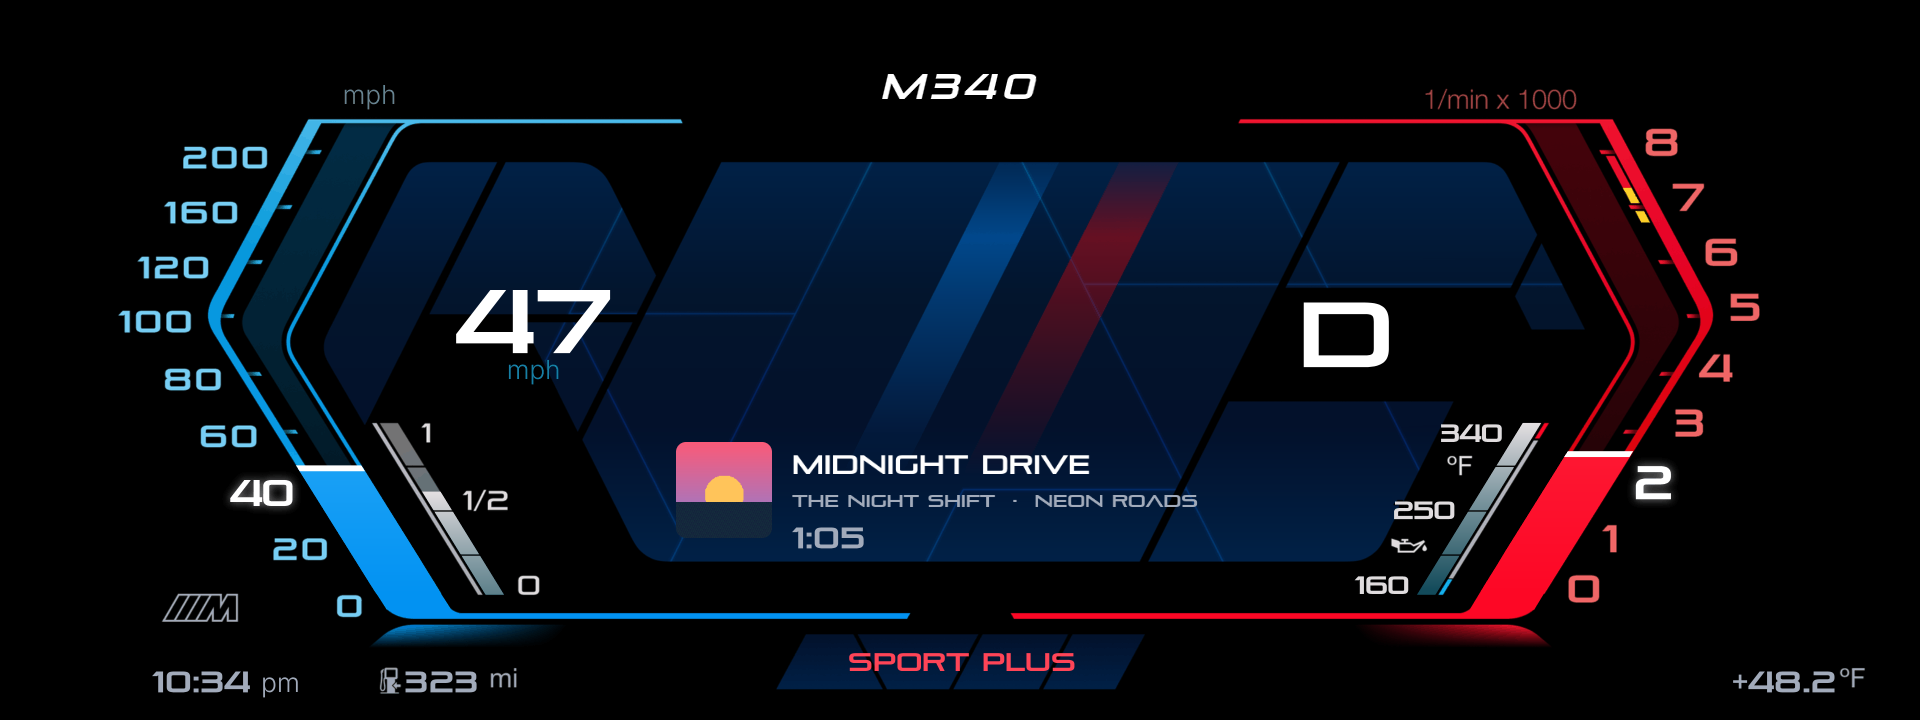 M340
mph
1/min x 1000
200
160
120
100
80
60
40
20
0
8
7
6
5
4
3
2
1
0
47
mph
D
1
1/2
0
340
°F
250
160
MIDNIGHT DRIVE
THE NIGHT SHIFT · NEON ROADS
1:05
M
SPORT PLUS
10:34 pm
323 mi
+48.2°F